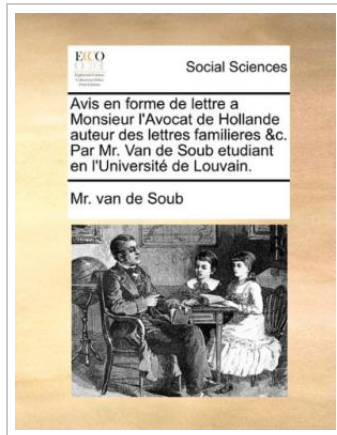 ECCO
Social Sciences
Avis en forme de lettre a
Monsieur l'Avocat de Hollande
auteur des lettres familieres &c.
Par Mr. Van de Soub etudiant
en l'Université de Louvain.
Mr. van de Soub